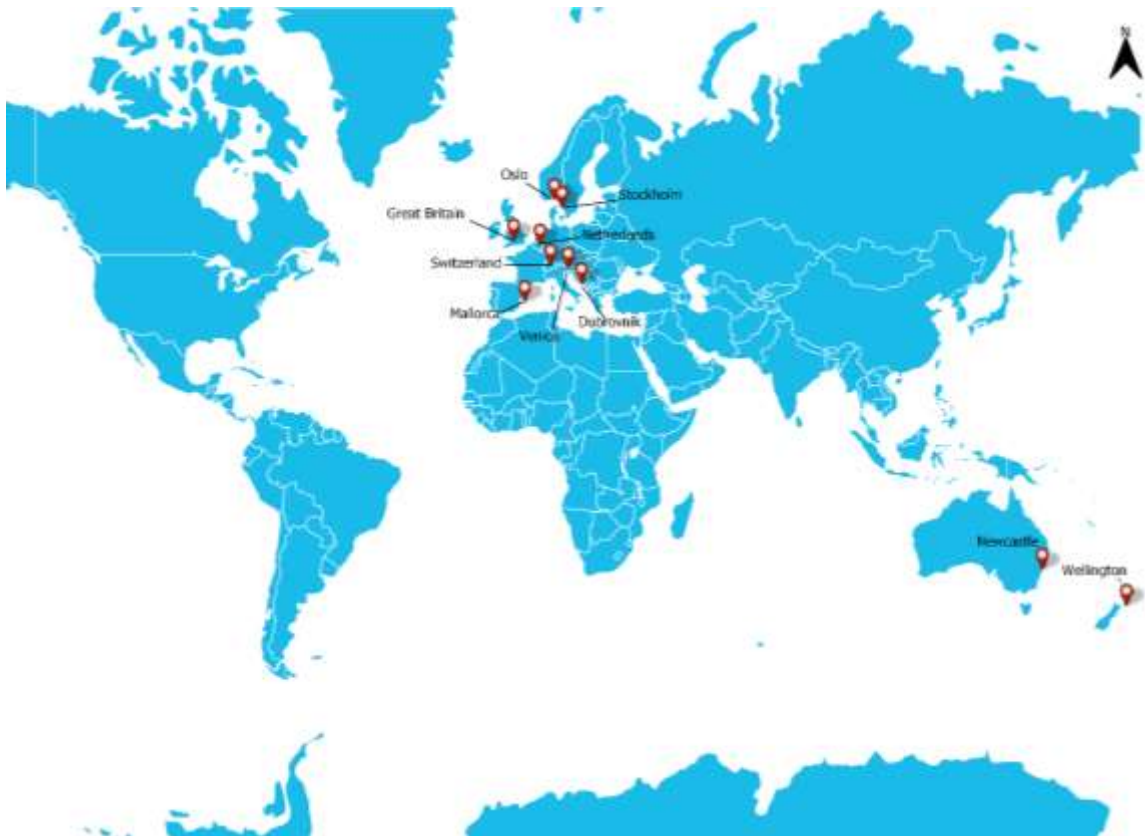 N
Oslo
Stockholm
Great Britain
Netherlands
Switzerland
Mallorca
Venice
Dubrovnik
Newcastle
Wellington